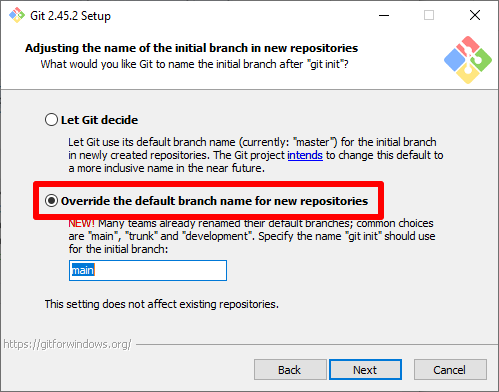 Git 2.45.2 Setup
Adjusting the name of the initial branch in new repositories
What would you like Git to name the initial branch after "git init"?
Let Git decide
Let Git use its default branch name (currently: "master") for the initial branch
in newly created repositories. The Git project intends to change this default to
a more inclusive name in the near future.
Override the default branch name for new repositories
NEW! Many teams already renamed their default branches; common choices
are "main", "trunk" and "development". Specify the name "git init" should use
for the initial branch:
main
This setting does not affect existing repositories.
https://gitforwindows.org/
Back
Next
Cancel